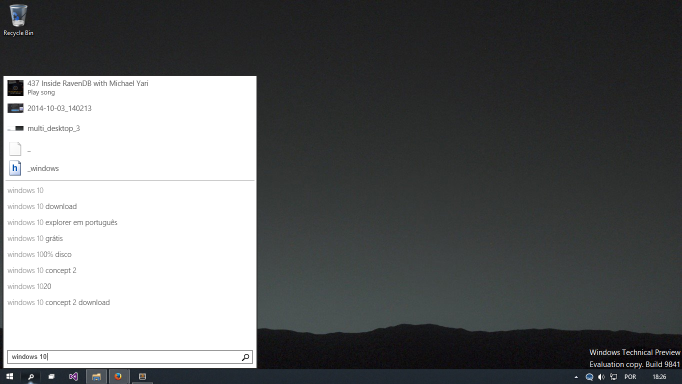 Recycle Bin
437 Inside RavenDB with Michael Yari
Play song
2014-10-03_140213
multi_desktop_3
_
_windows
windows 10
windows 10 download
windows 10 explorer em português
windows 10 grátis
windows 100% disco
windows 10 concept 2
windows 1020
windows 10 concept 2 download
windows 10
Windows Technical Preview
Evaluation copy. Build 9841
POR
18:26